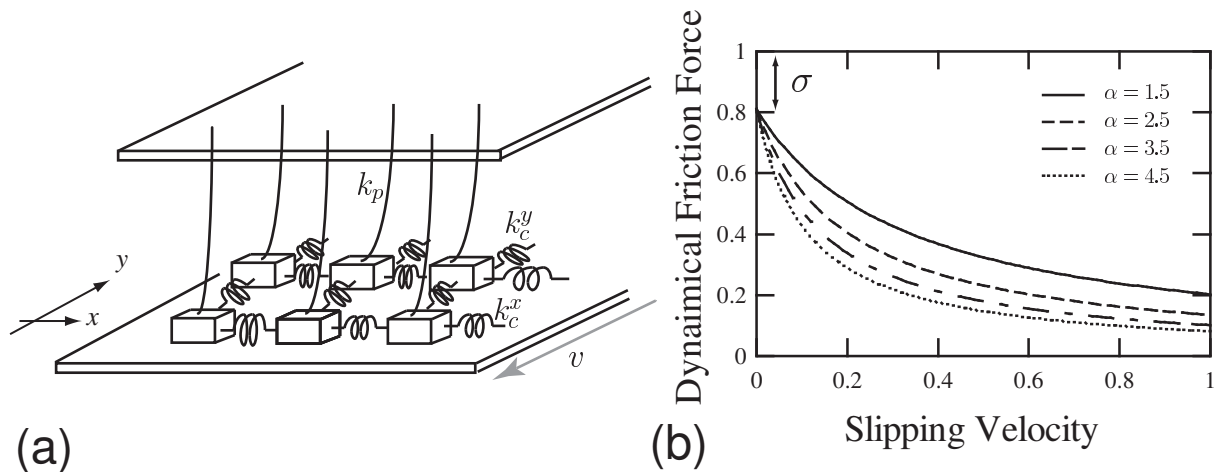 k_p
k_c^y
k_c^x
y
x
v
(a)
Dynaimical Friction Force
1
0.8
0.6
0.4
0.2
0
σ
α = 1.5
α = 2.5
α = 3.5
α = 4.5
0 0.2 0.4 0.6 0.8 1
Slipping Velocity
(b)